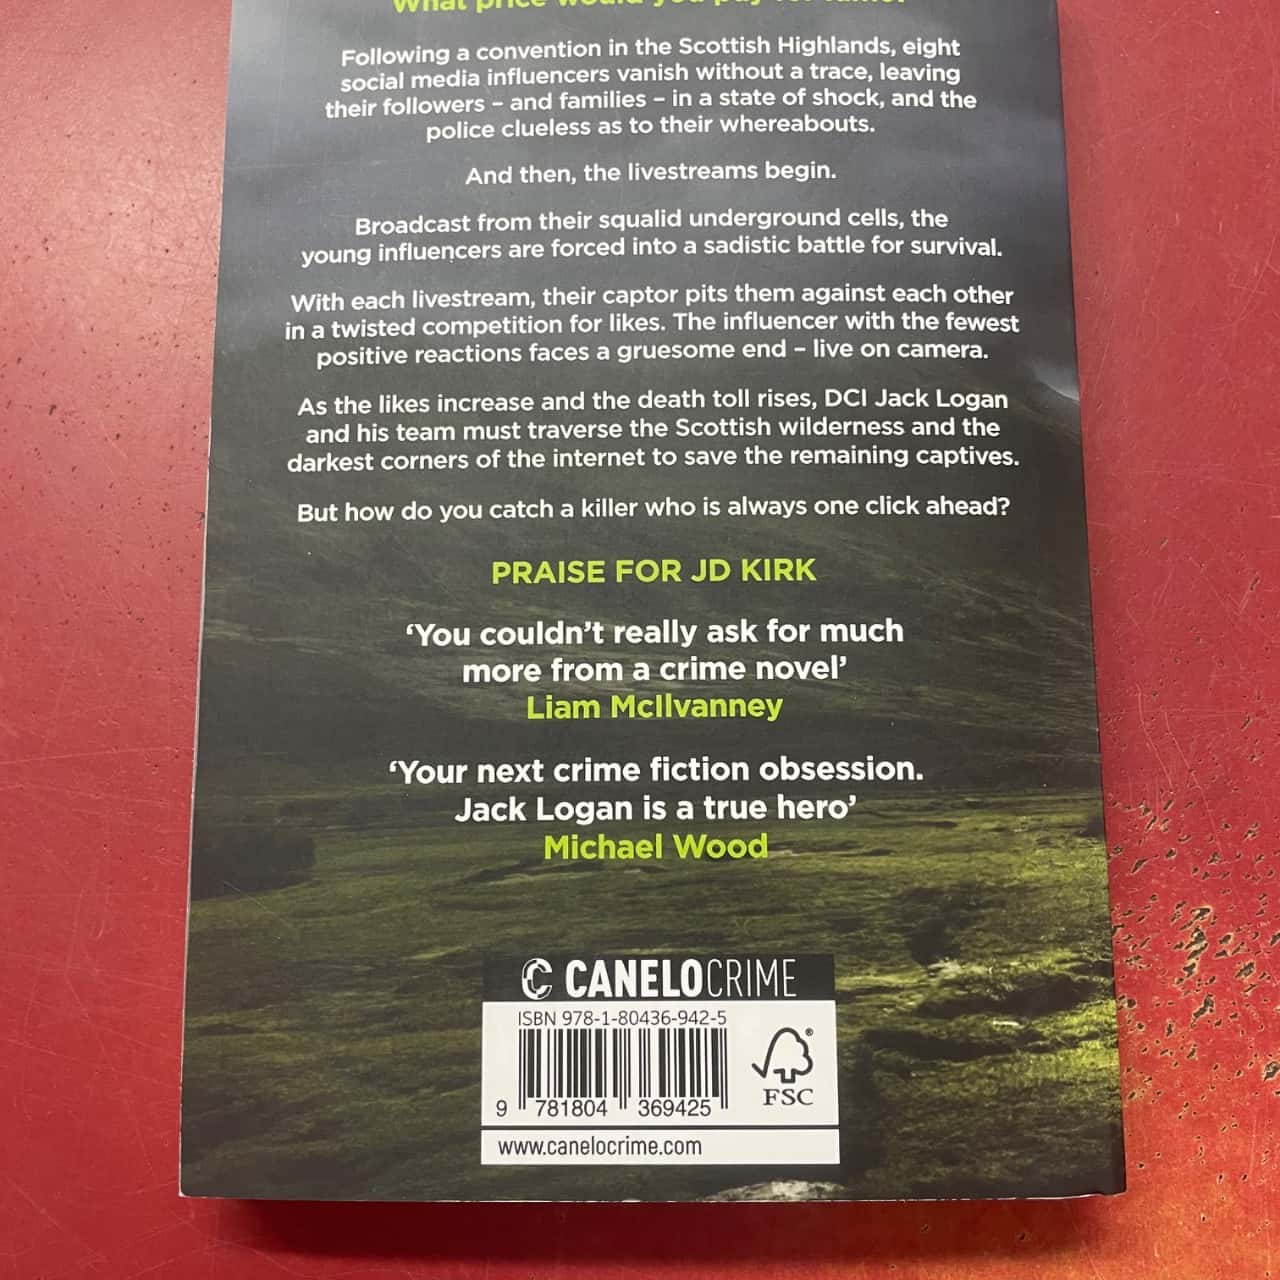 What price would you pay for fame?
Following a convention in the Scottish Highlands, eight
social media influencers vanish without a trace, leaving
their followers – and families – in a state of shock, and the
police clueless as to their whereabouts.
And then, the livestreams begin.
Broadcast from their squalid underground cells, the
young influencers are forced into a sadistic battle for survival.
With each livestream, their captor pits them against each other
in a twisted competition for likes. The influencer with the fewest
positive reactions faces a gruesome end – live on camera.
As the likes increase and the death toll rises, DCI Jack Logan
and his team must traverse the Scottish wilderness and the
darkest corners of the internet to save the remaining captives.
But how do you catch a killer who is always one click ahead?
PRAISE FOR JD KIRK
‘You couldn’t really ask for much
more from a crime novel’
Liam McIlvanney
‘Your next crime fiction obsession.
Jack Logan is a true hero’
Michael Wood
CANELOCRIME
ISBN 978-1-80436-942-5
9 781804 369425
FSC
®
www.canelocrime.com